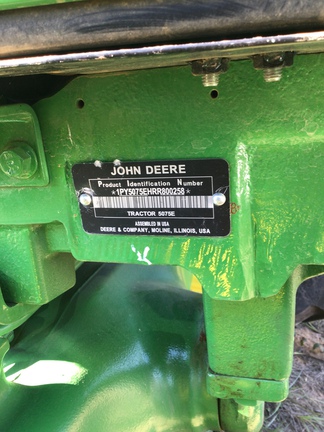 JOHN DEERE
Product Identification Number
*1PY5075EHRR800258*
TRACTOR 5075E
ASSEMBLED IN USA
DEERE & COMPANY, MOLINE, ILLINOIS, USA